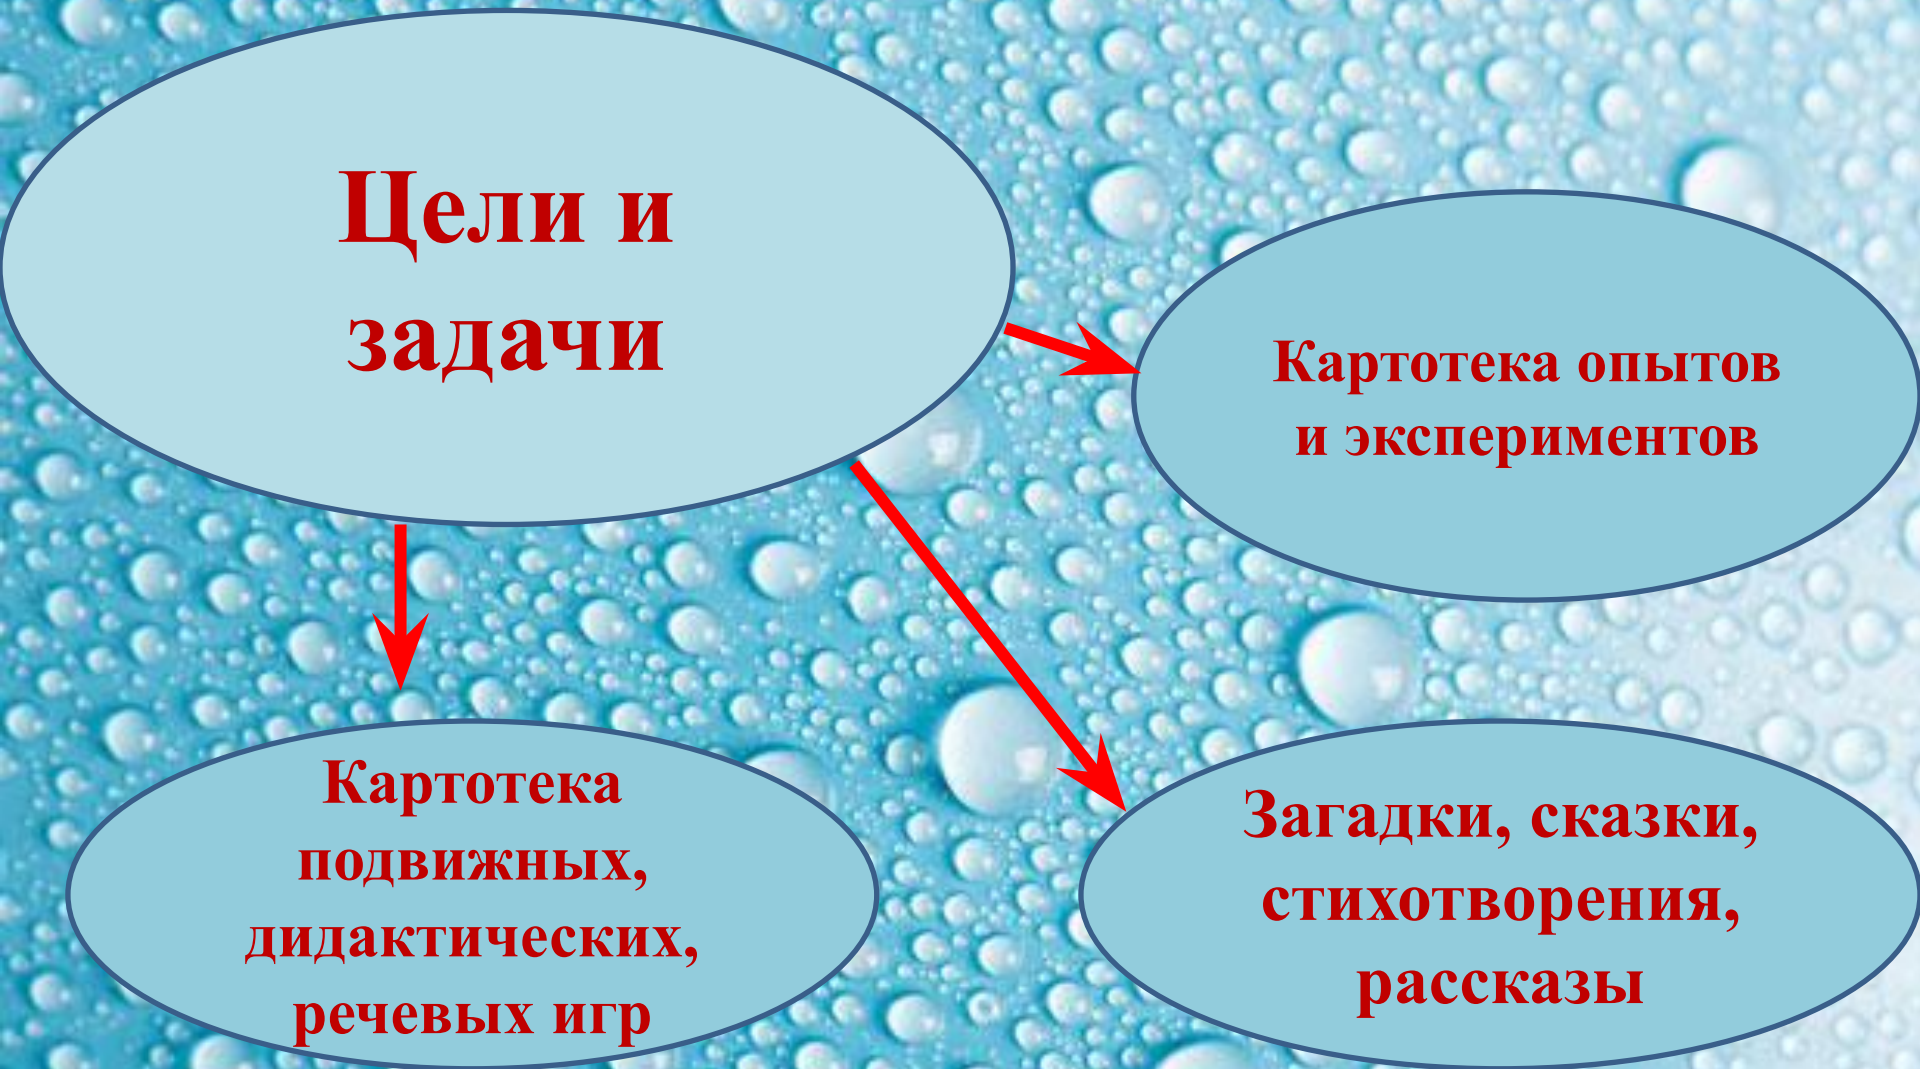 Цели и
задачи
Картотека опытов
и экспериментов
Картотека
подвижных,
дидактических,
речевых игр
Загадки, сказки,
стихотворения,
рассказы